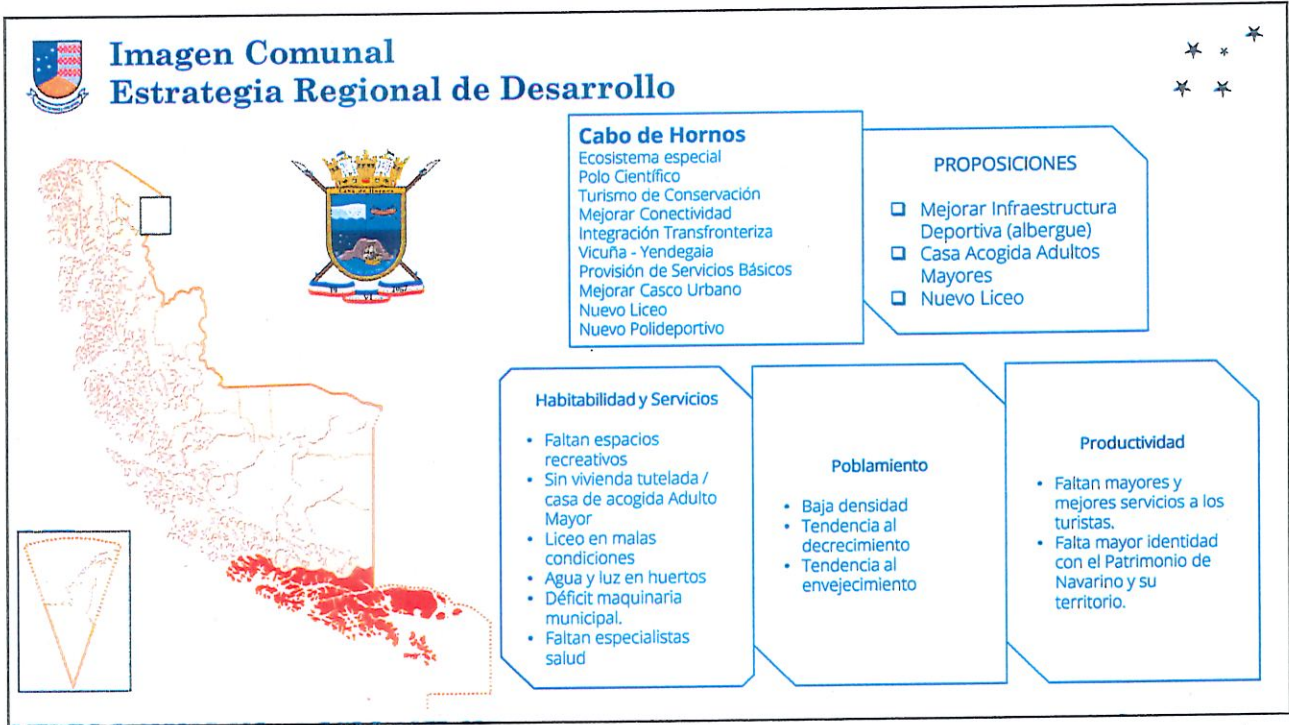 Imagen Comunal
Estrategia Regional de Desarrollo
Cabo de Hornos
Cabo de Hornos
Ecosistema especial
Polo Científico
Turismo de Conservación
Mejorar Conectividad
Integración Transfronteriza
Vicuña - Yendegaia
Provisión de Servicios Básicos
Mejorar Casco Urbano
Nuevo Liceo
Nuevo Polideportivo
PROPOSICIONES
Mejorar Infraestructura
Deportiva (albergue)
Casa Acogida Adultos
Mayores
Nuevo Liceo
Habitabilidad y Servicios
• Faltan espacios
recreativos
• Sin vivienda tutelada /
casa de acogida Adulto
Mayor
• Liceo en malas
condiciones
• Agua y luz en huertos
• Déficit maquinaria
municipal.
• Faltan especialistas
salud
Poblamiento
• Baja densidad
• Tendencia al
decrecimiento
• Tendencia al
envejecimiento
Productividad
• Faltan mayores y
mejores servicios a los
turistas.
• Falta mayor identidad
con el Patrimonio de
Navarino y su
territorio.